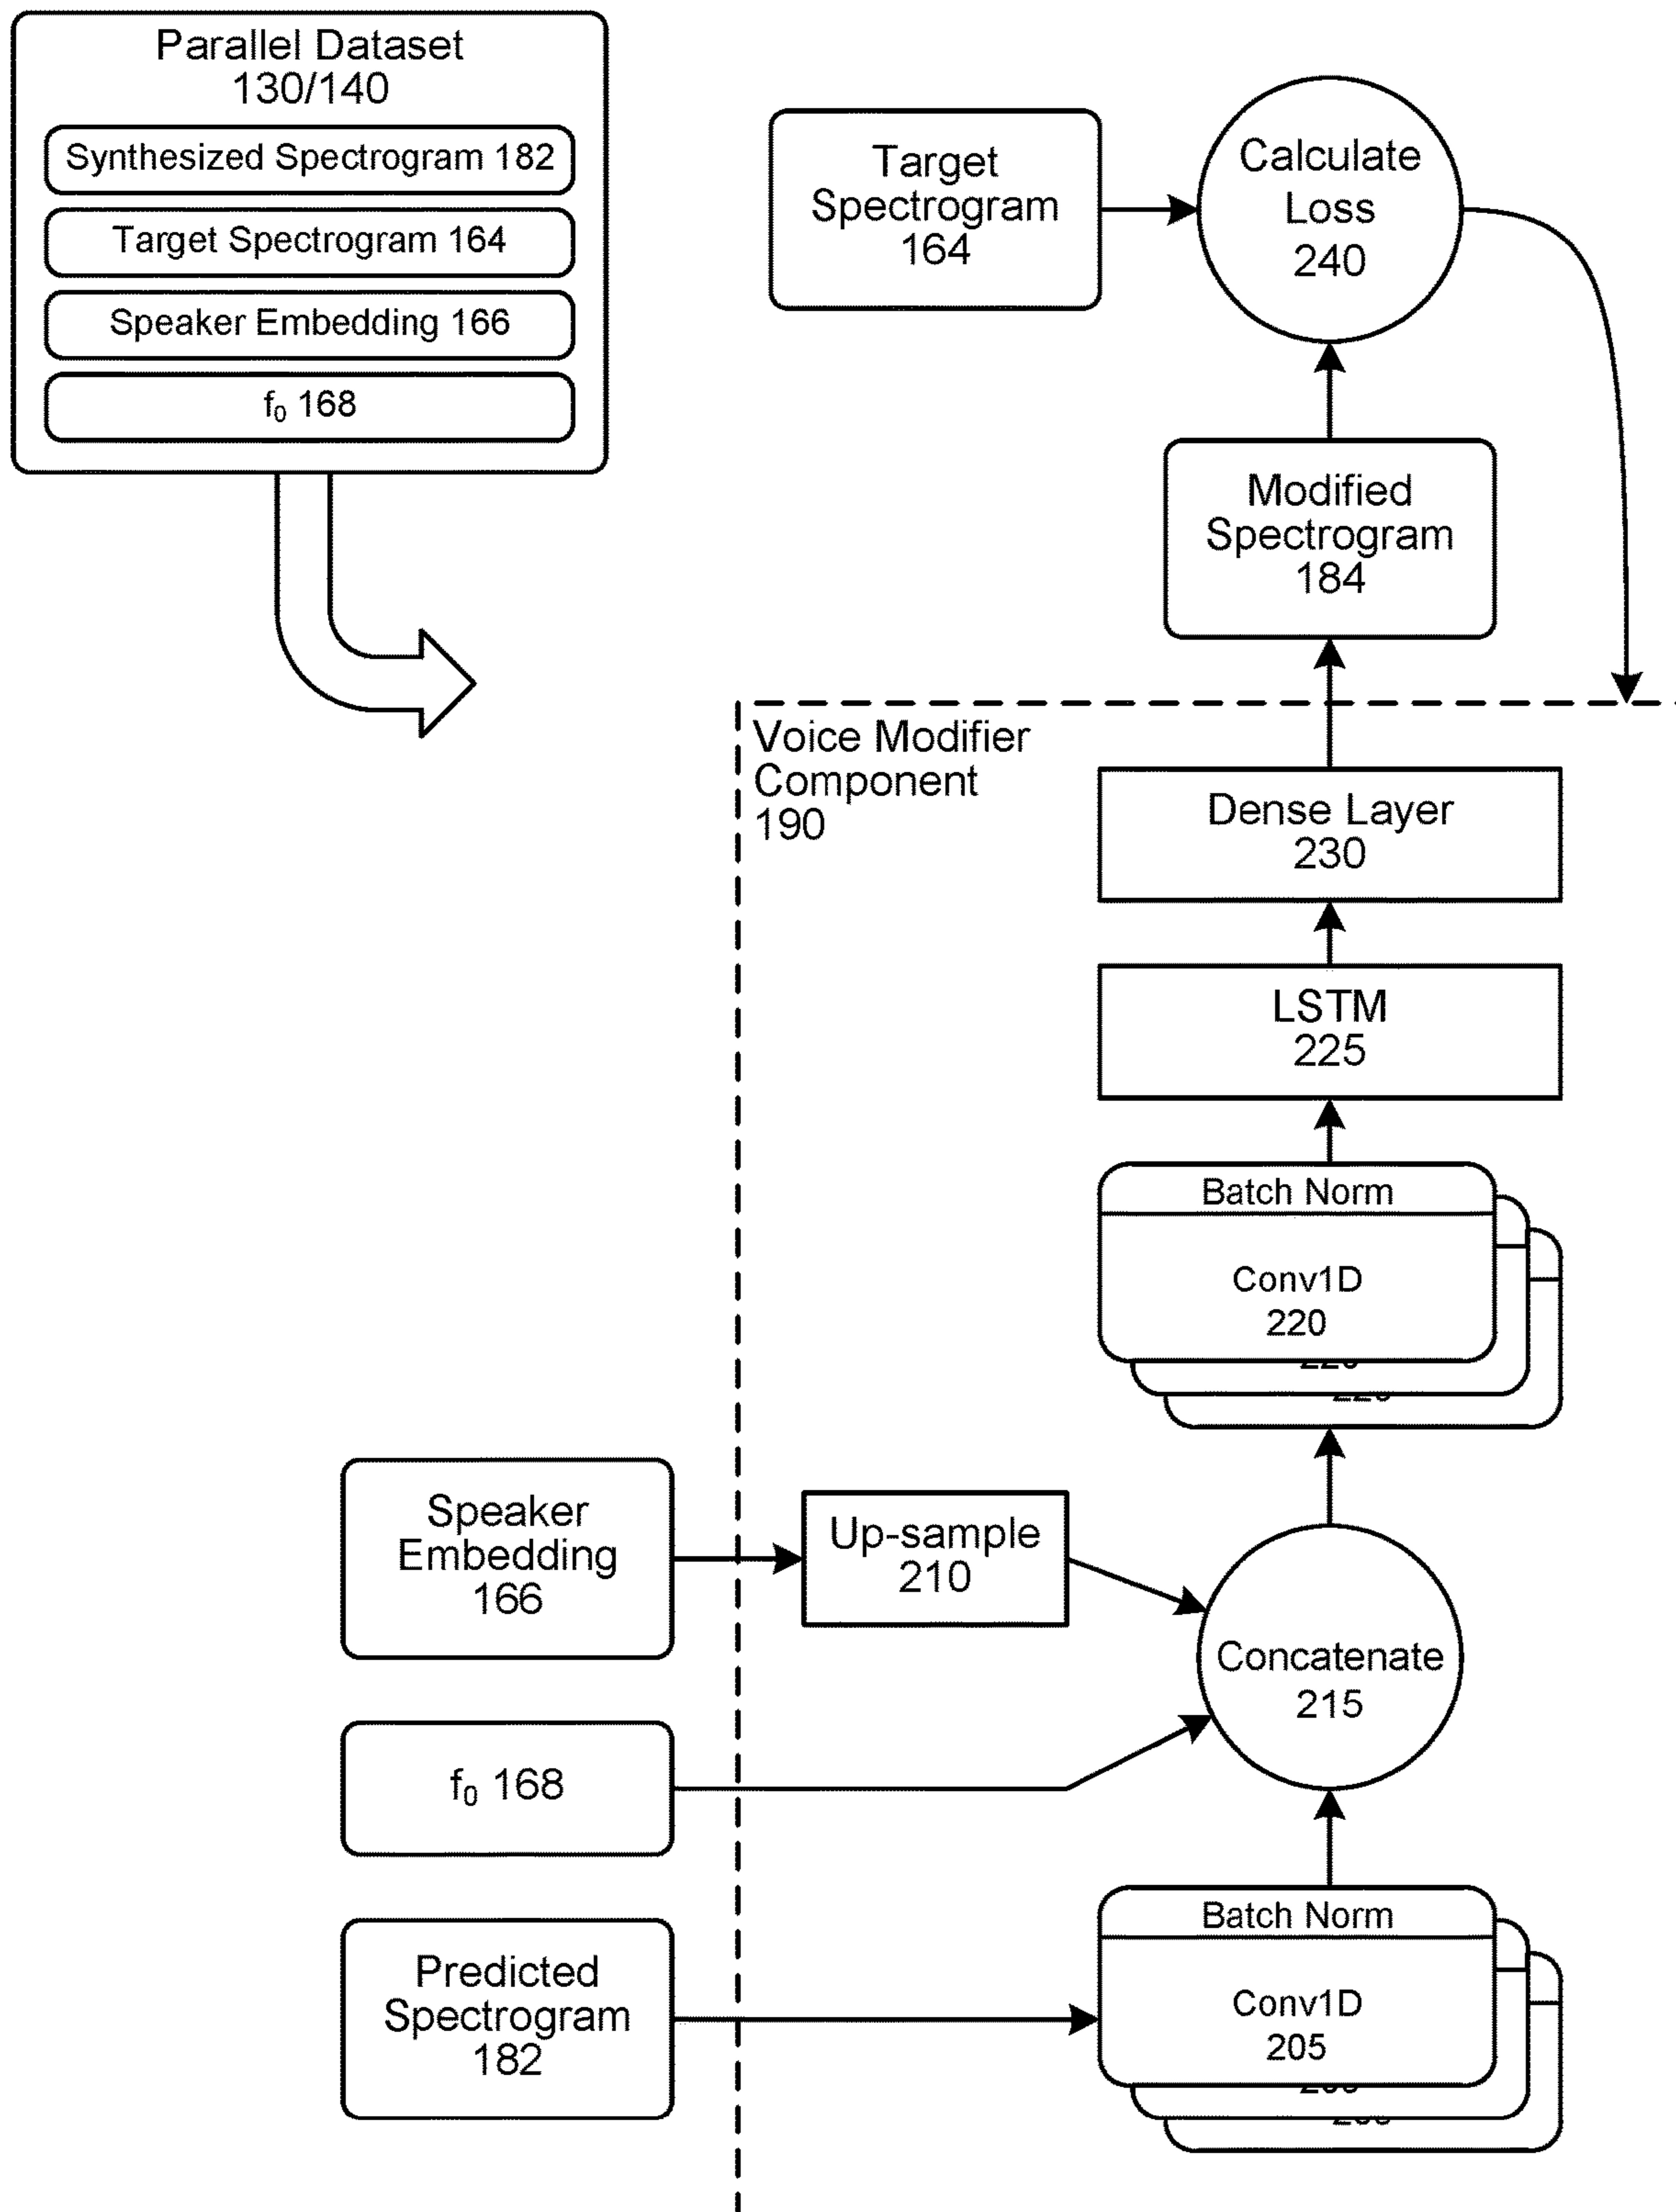 Parallel Dataset
130/140
Synthesized Spectrogram 182
Target Spectrogram 164
Speaker Embedding 166
f₀ 168
Target
Spectrogram
164
Calculate
Loss
240
Modified
Spectrogram
184
Voice Modifier
Component
190
Dense Layer
230
LSTM
225
Batch Norm
Conv1D
220
Speaker
Embedding
166
Up-sample
210
Concatenate
215
f₀ 168
Predicted
Spectrogram
182
Batch Norm
Conv1D
205